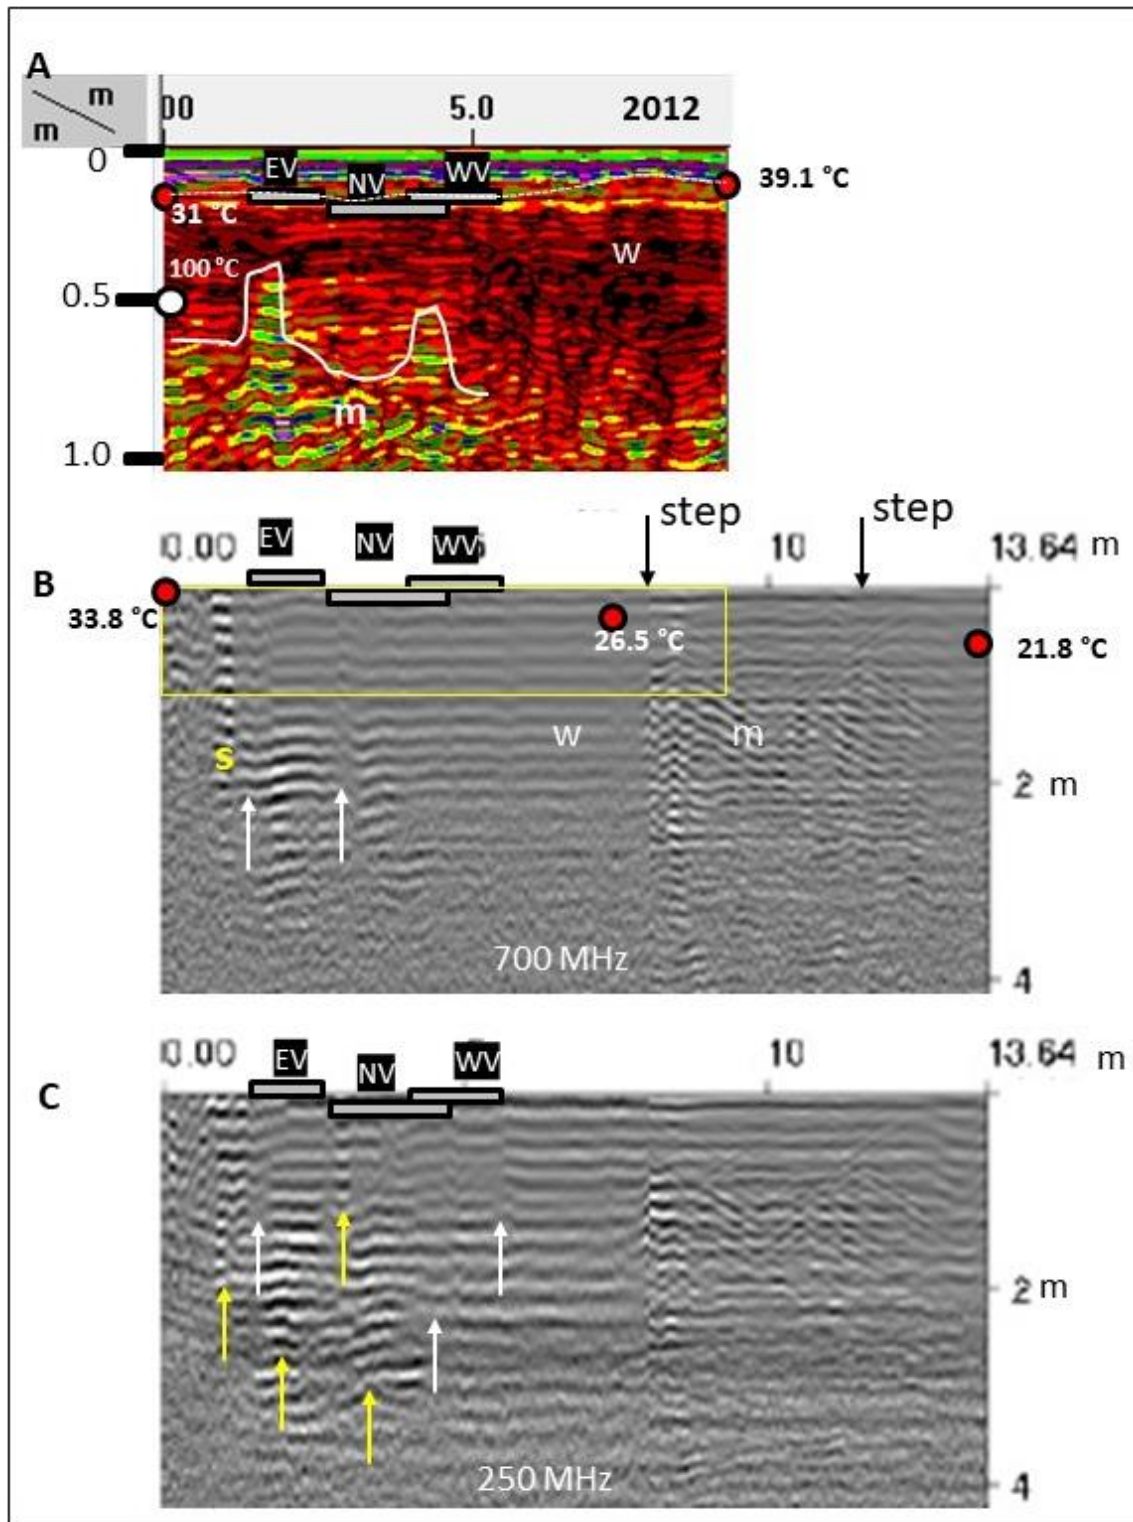 A
m
m
00 5.0 2012
0
EV NV WV
39.1 °C
31 °C
w
100 °C
0.5
m
1.0
step step
0.00 EV NV WV 10 13.64 m
B
33.8 °C
26.5 °C
21.8 °C
s w m
2 m
700 MHz
4
0.00 EV NV WV 10 13.64 m
C
2 m
250 MHz
4